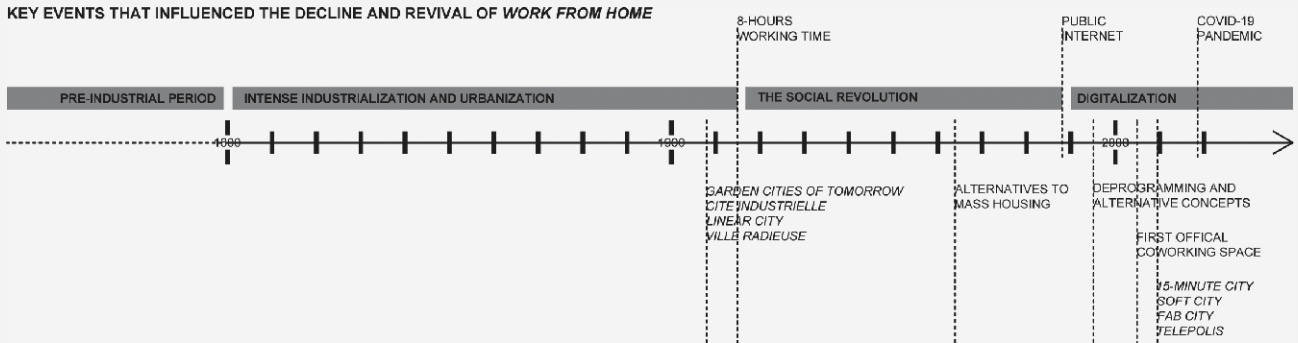 KEY EVENTS THAT INFLUENCED THE DECLINE AND REVIVAL OF WORK FROM HOME
8-HOURS
WORKING TIME
PUBLIC
INTERNET
COVID-19
PANDEMIC
PRE-INDUSTRIAL PERIOD
INTENSE INDUSTRIALIZATION AND URBANIZATION
THE SOCIAL REVOLUTION
DIGITALIZATION
1800
1900
2000
GARDEN CITIES OF TOMORROW
CITE INDUSTRIELLE
LINEAR CITY
VILLE RADIEUSE
ALTERNATIVES TO
MASS HOUSING
DEPROGRAMMING AND
ALTERNATIVE CONCEPTS
FIRST OFFICAL
COWORKING SPACE
15-MINUTE CITY
SOFT CITY
FAB CITY
TELEPOLIS